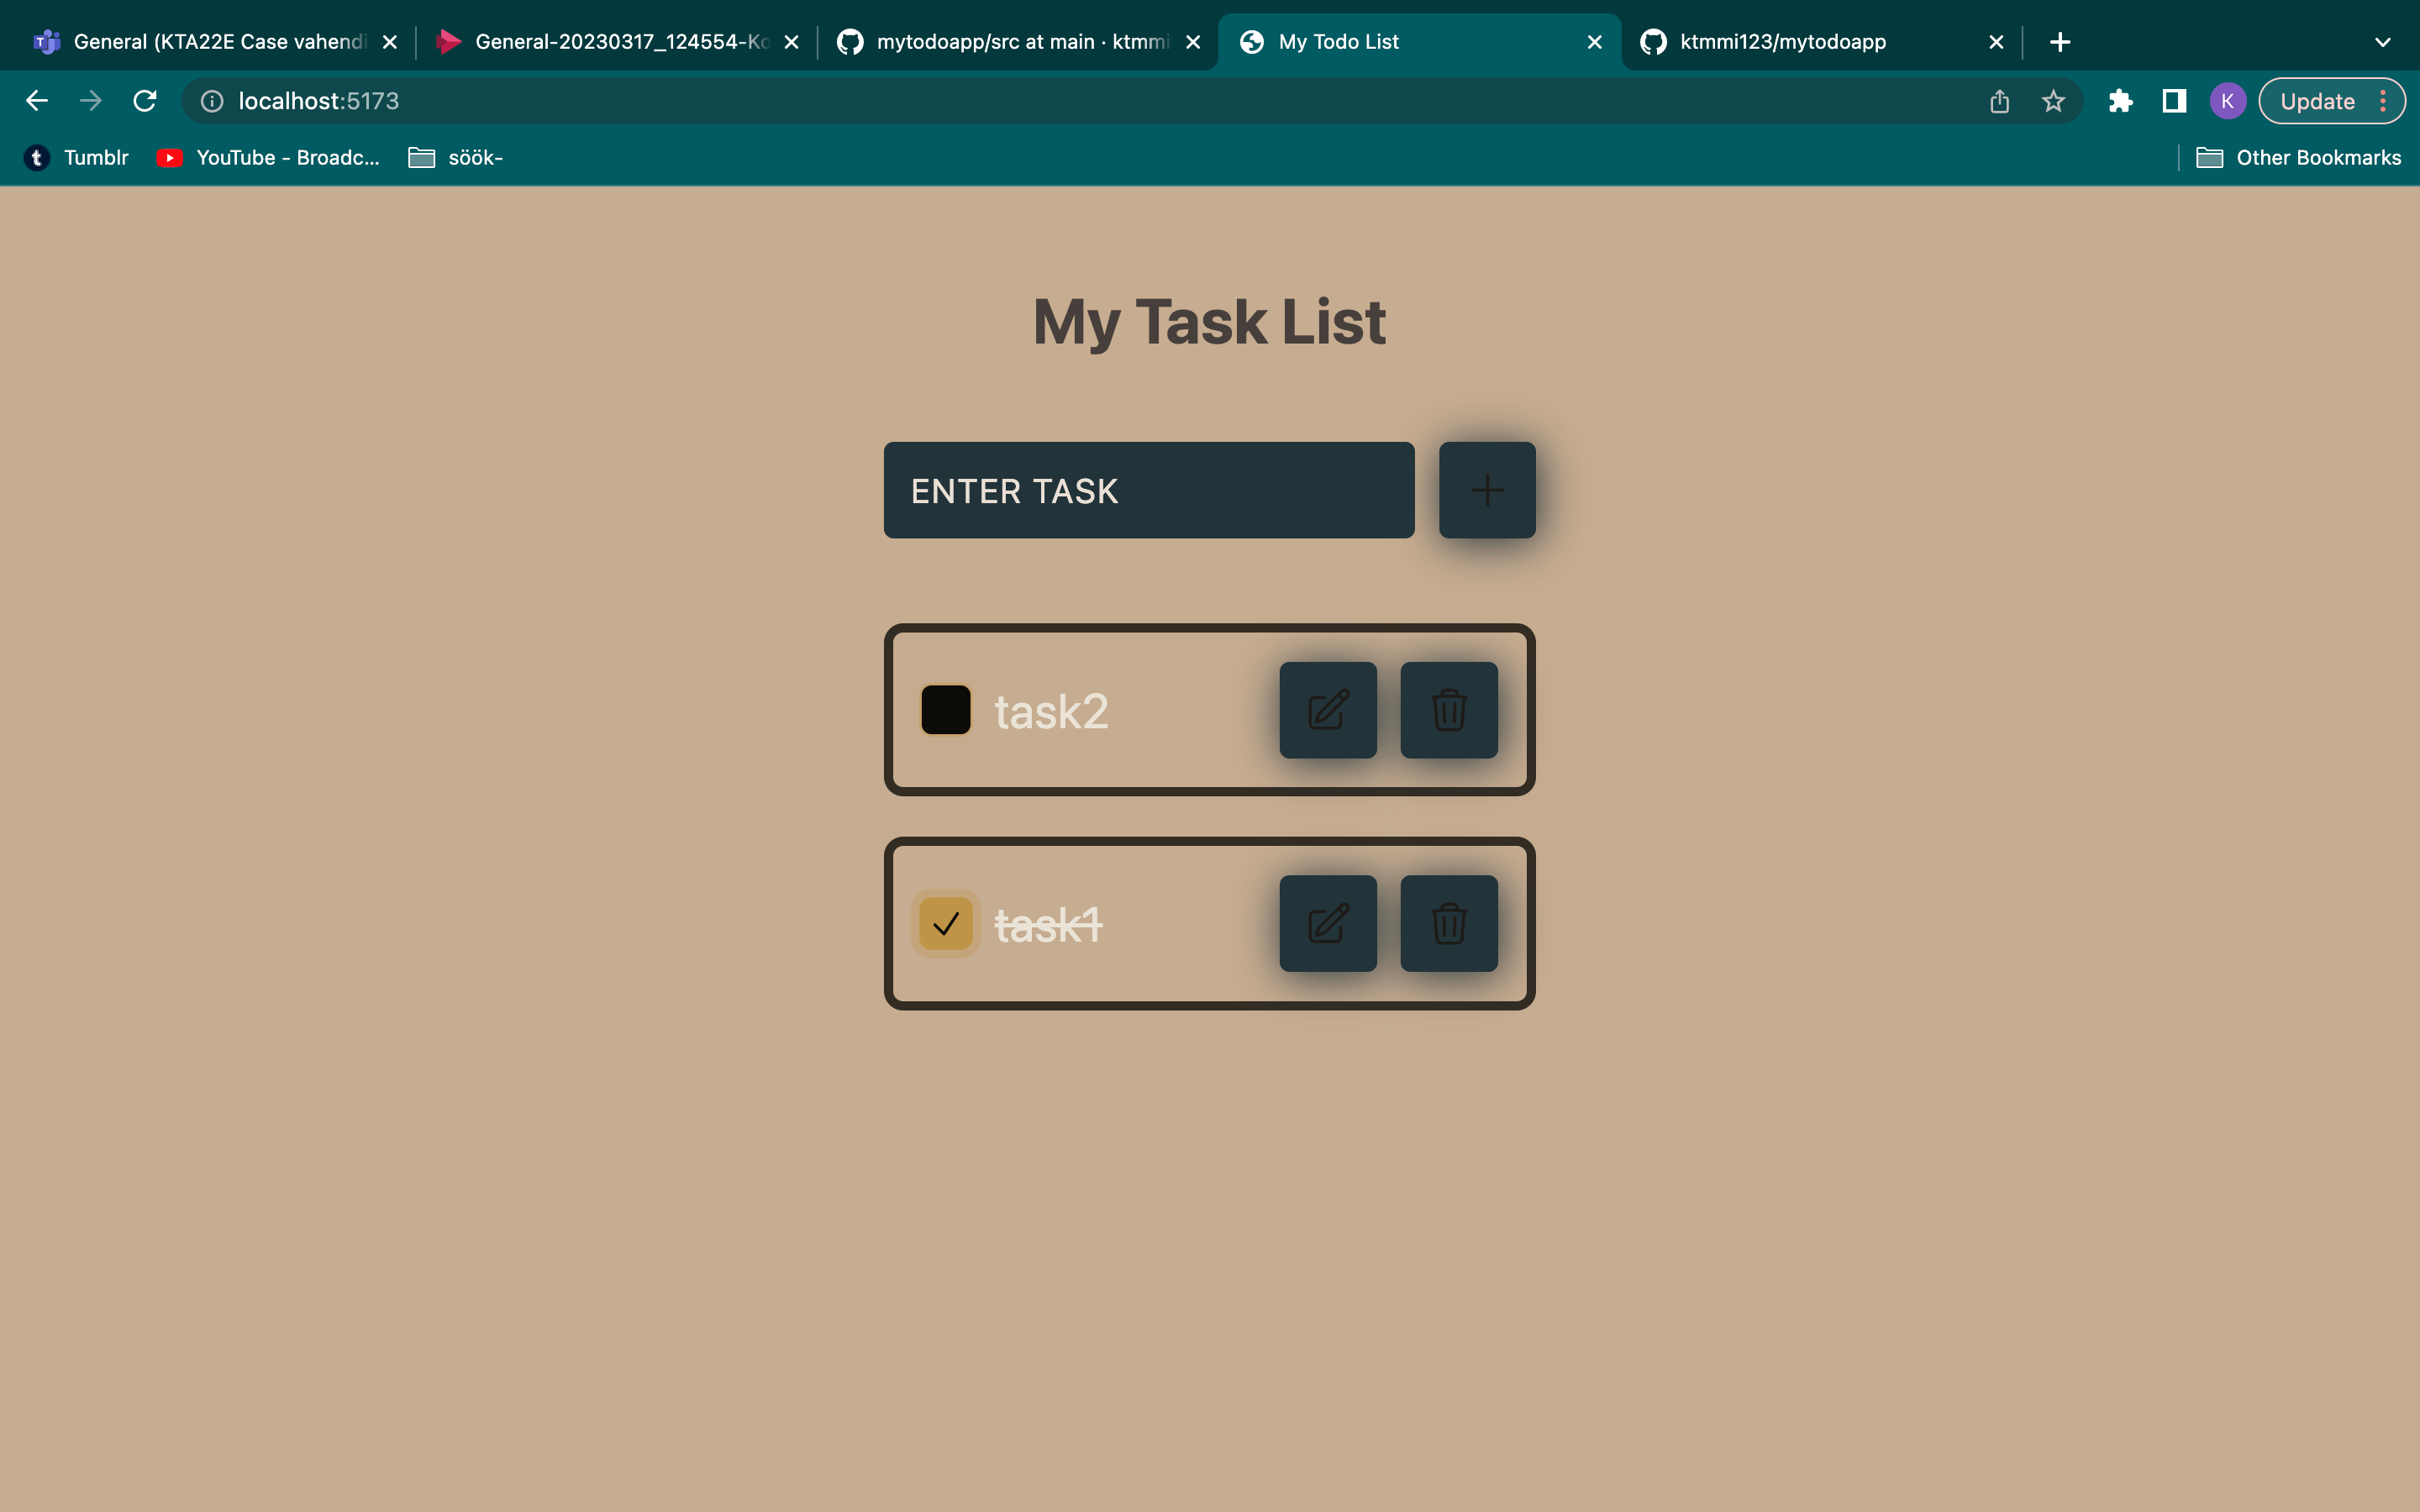 General (KTA22E Case vahendi
General-20230317_124554-Ko
mytodoapp/src at main · ktmmi
My Todo List
ktmmi123/mytodoapp
localhost:5173
K
Update
Tumblr
YouTube - Broadc...
söök-
Other Bookmarks
My Task List
ENTER TASK
task2
task1